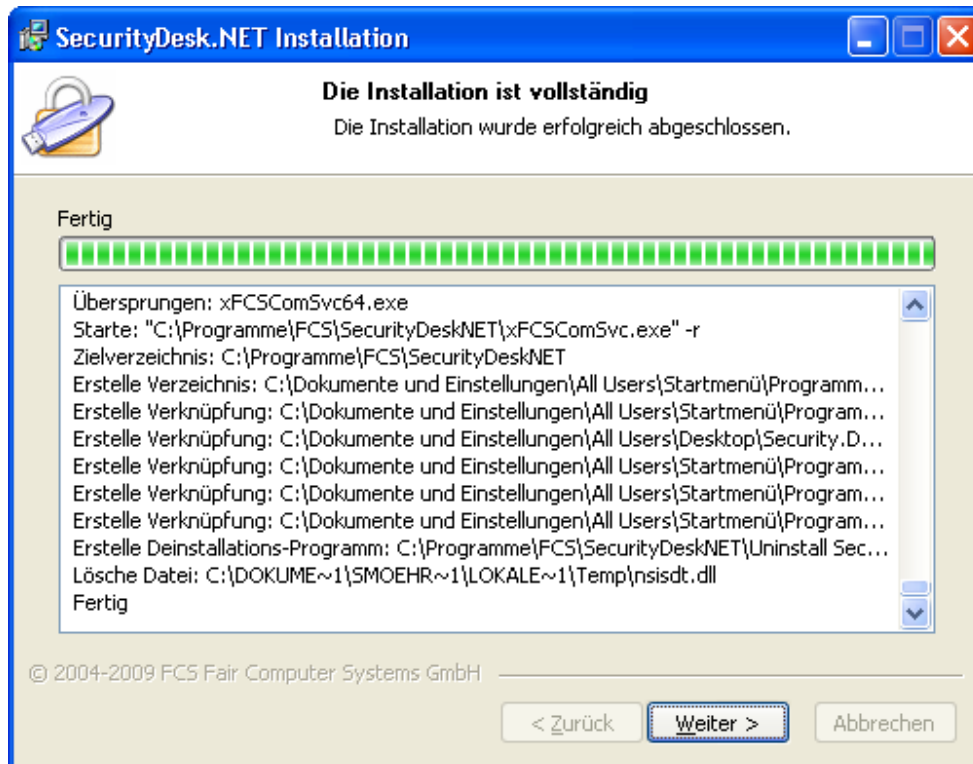 SecurityDesk.NET Installation
Die Installation ist vollständig
Die Installation wurde erfolgreich abgeschlossen.
Fertig
Übersprungen: xFCSComSvc64.exe
Starte: "C:\Programme\FCS\SecurityDeskNET\xFCSComSvc.exe" -r
Zielverzeichnis: C:\Programme\FCS\SecurityDeskNET
Erstelle Verzeichnis: C:\Dokumente und Einstellungen\All Users\Startmenü\Programm...
Erstelle Verknüpfung: C:\Dokumente und Einstellungen\All Users\Startmenü\Program...
Erstelle Verknüpfung: C:\Dokumente und Einstellungen\All Users\Desktop\Security.D...
Erstelle Verknüpfung: C:\Dokumente und Einstellungen\All Users\Startmenü\Program...
Erstelle Verknüpfung: C:\Dokumente und Einstellungen\All Users\Startmenü\Program...
Erstelle Verknüpfung: C:\Dokumente und Einstellungen\All Users\Startmenü\Program...
Erstelle Deinstallations-Programm: C:\Programme\FCS\SecurityDeskNET\Uninstall Sec...
Lösche Datei: C:\DOKUME~1\SMOEHR~1\LOKALE~1\Temp\nsisdt.dll
Fertig
© 2004-2009 FCS Fair Computer Systems GmbH
< Zurück Weiter > Abbrechen